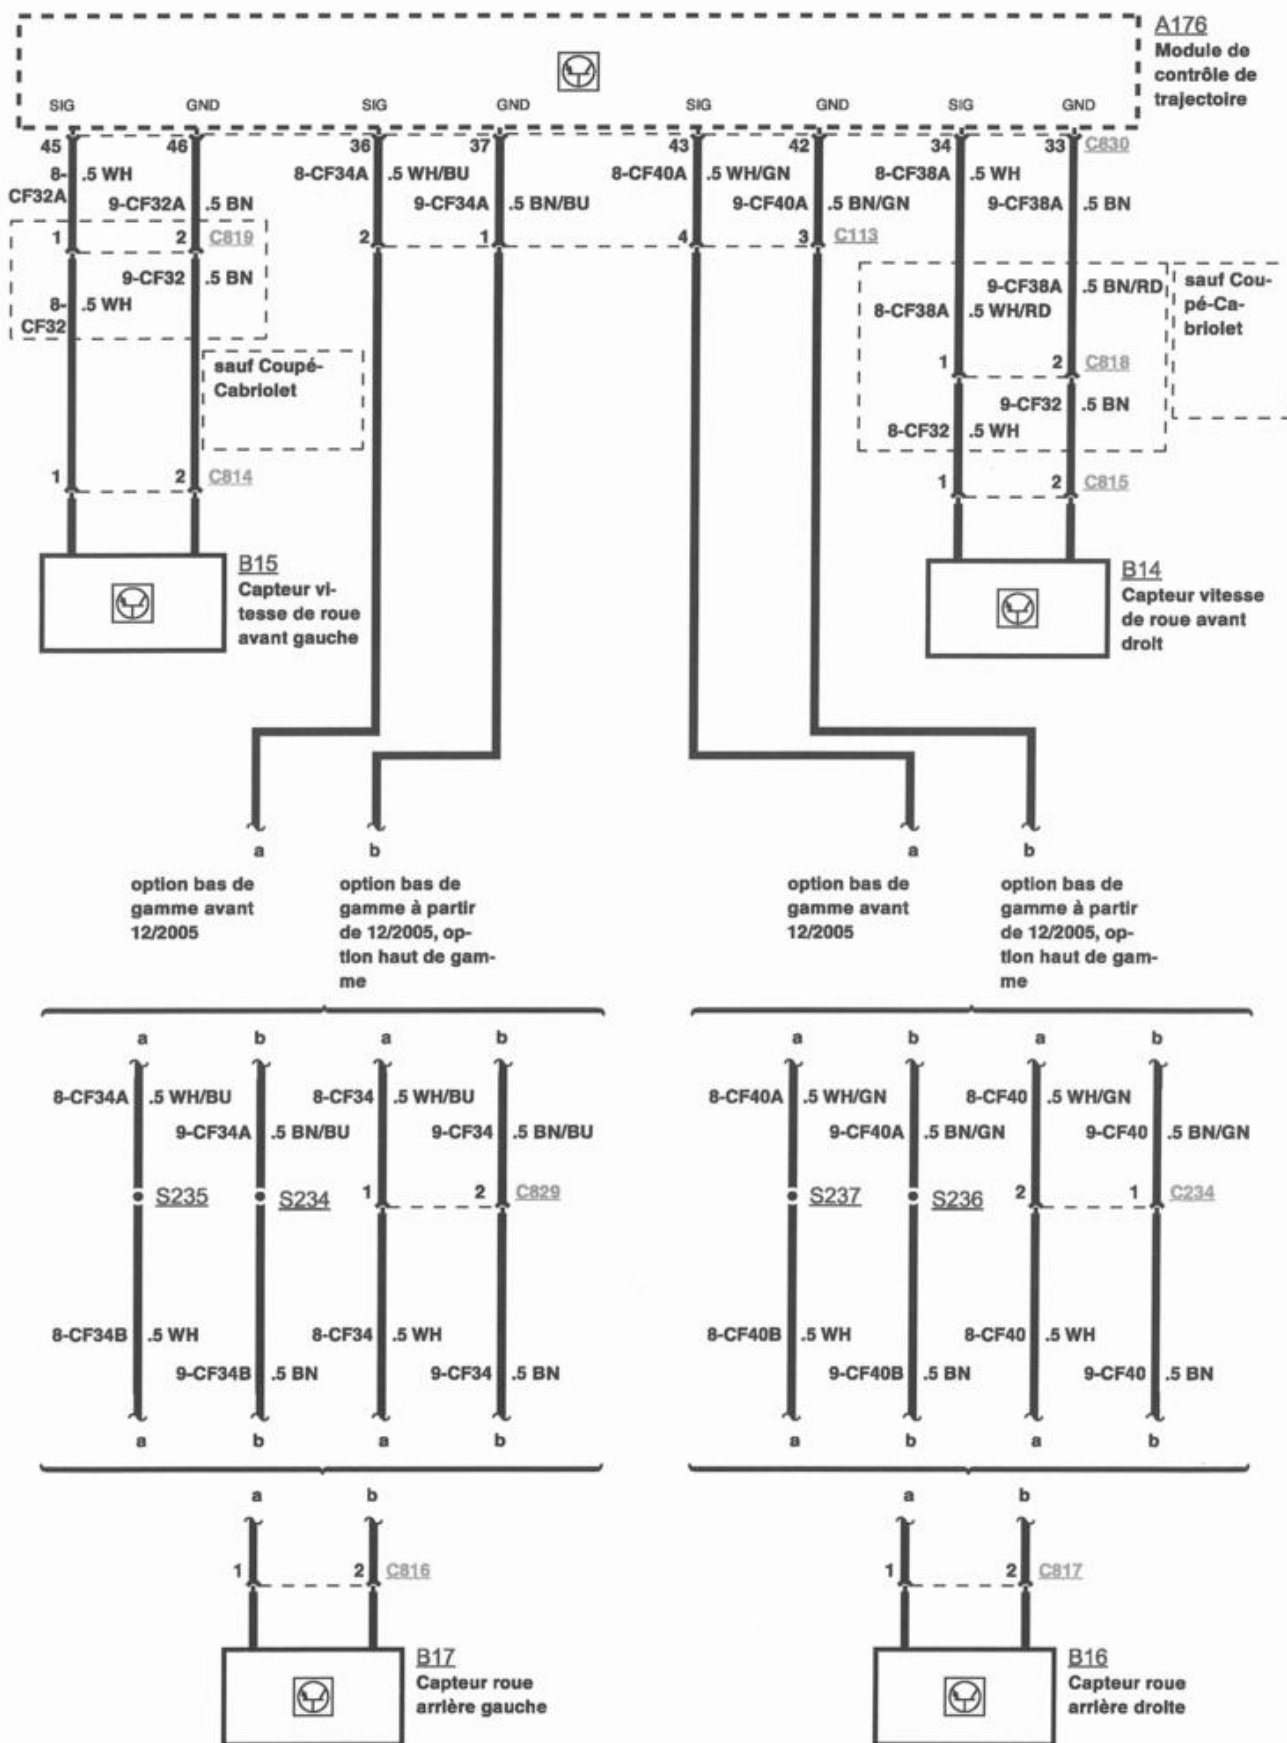 A176
Module de
contrôle de
trajectoire
SIG GND SIG GND SIG GND SIG GND
45 46 36 37 43 42 34 33 C830
8- .5 WH 8-CF34A .5 WH/BU 8-CF40A .5 WH/GN 8-CF38A .5 WH
CF32A 9-CF32A .5 BN 9-CF34A .5 BN/BU 9-CF40A .5 BN/GN 9-CF38A .5 BN
1 2 C819 2 1 4 3 C113
9-CF32 .5 BN
8- .5 WH
CF32
9-CF38A .5 BN/RD
8-CF38A .5 WH/RD
sauf Cou-
pé-Ca-
briolet
sauf Coupé-
Cabriolet
1 2 C818
9-CF32 .5 BN
8-CF32 .5 WH
1 2 C814
1 2 C815
B15
Capteur vi-
tesse de roue
avant gauche
B14
Capteur vitesse
de roue avant
droit
a b a b
option bas de
gamme avant
12/2005
option bas de
gamme à partir
de 12/2005, op-
tion haut de gam-
me
option bas de
gamme avant
12/2005
option bas de
gamme à partir
de 12/2005, op-
tion haut de gam-
me
a b a b a b a b
8-CF34A .5 WH/BU 8-CF34 .5 WH/BU 8-CF40A .5 WH/GN 8-CF40 .5 WH/GN
9-CF34A .5 BN/BU 9-CF34 .5 BN/BU 9-CF40A .5 BN/GN 9-CF40 .5 BN/GN
S235 S234 1 2 C829 S237 S236 2 1 C234
8-CF34B .5 WH 8-CF34 .5 WH 8-CF40B .5 WH 8-CF40 .5 WH
9-CF34B .5 BN 9-CF34 .5 BN 9-CF40B .5 BN 9-CF40 .5 BN
a b a b a b a b
a b a b
1 2 C816 1 2 C817
B17
Capteur roue
arrière gauche
B16
Capteur roue
arrière droite